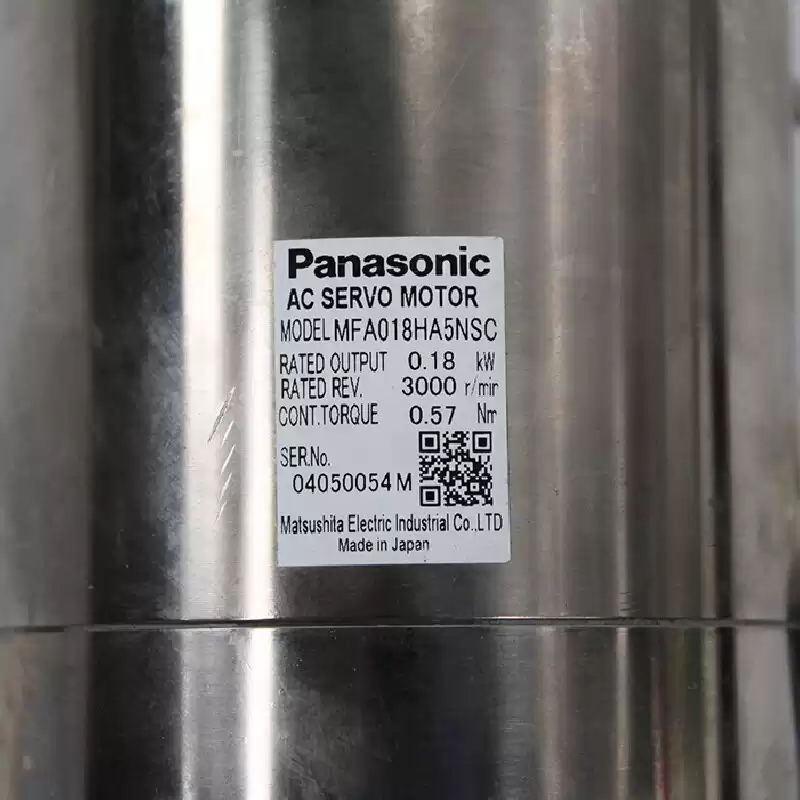 Panasonic
AC SERVO MOTOR
MODEL MFA018HA5NSC
RATED OUTPUT 0.18 kW
RATED REV. 3000 r/min
CONT.TORQUE 0.57 Nm
SER.No.
04050054M
Matsushita Electric Industrial Co.,LTD
Made in Japan